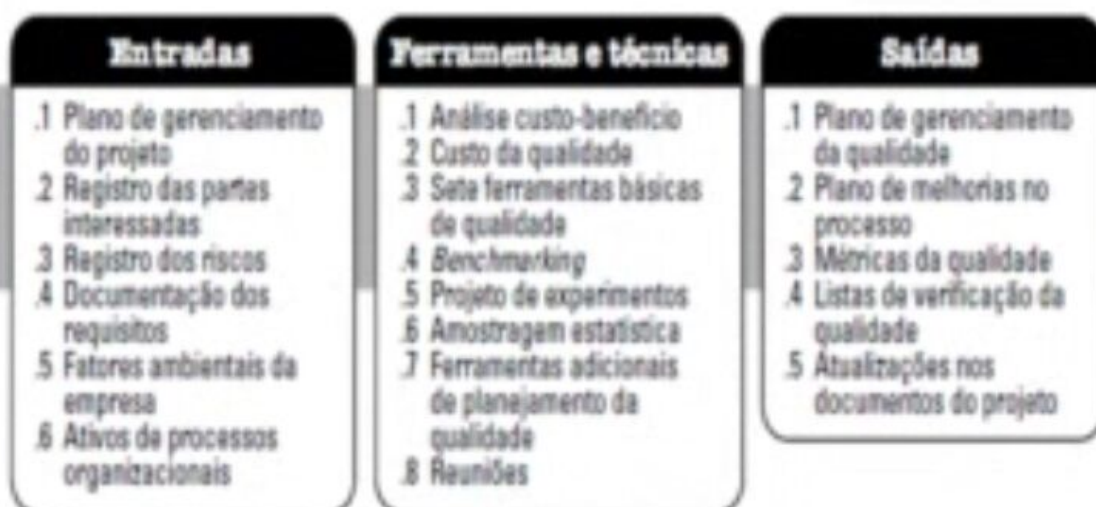 Entradas
.1 Plano de gerenciamento
do projeto
.2 Registro das partes
interessadas
.3 Registro dos riscos
.4 Documentação dos
requisitos
.5 Fatores ambientais da
empresa
.6 Ativos de processos
organizacionais
Ferramentas e técnicas
.1 Análise custo-benefício
.2 Custo da qualidade
.3 Sete ferramentas básicas
de qualidade
.4 Benchmarking
.5 Projeto de experimentos
.6 Amostragem estatística
.7 Ferramentas adicionais
de planejamento da
qualidade
.8 Reuniões
Saídas
.1 Plano de gerenciamento
da qualidade
.2 Plano de melhorias no
processo
.3 Métricas da qualidade
.4 Listas de verificação da
qualidade
.5 Atualizações nos
documentos do projeto